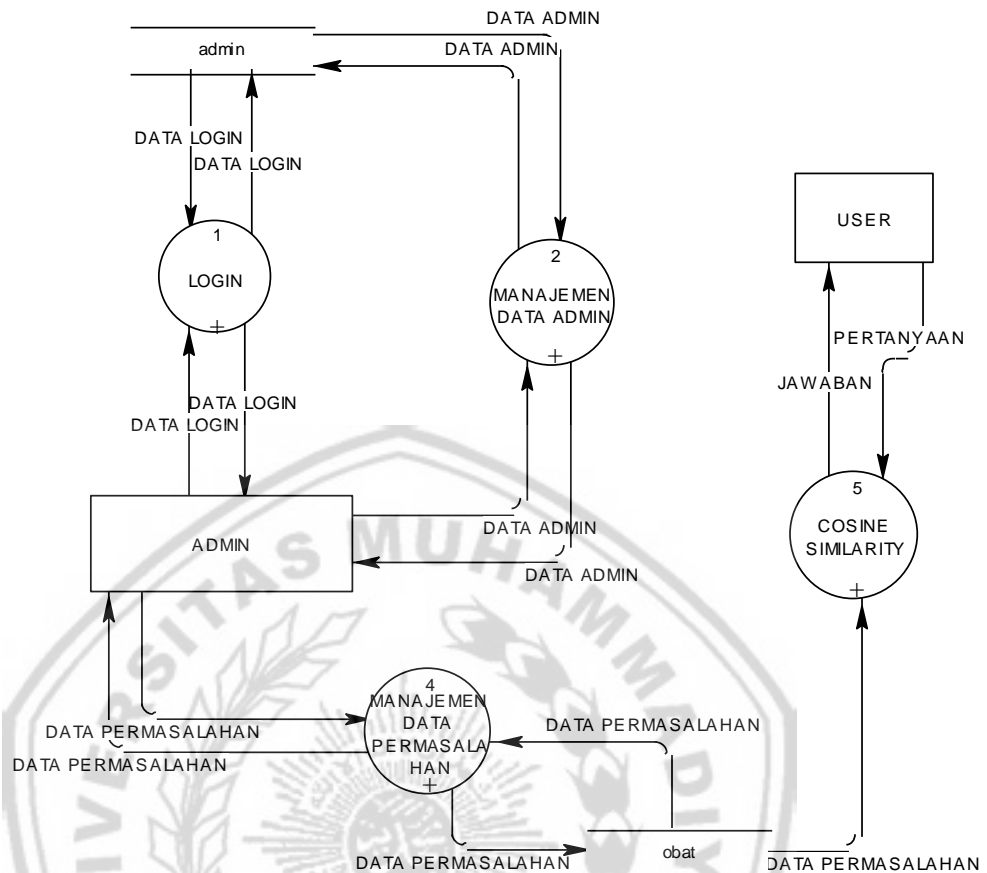 DATA ADMIN
admin
DATA ADMIN
DATA LOGIN
DATA LOGIN
1
LOGIN
+
2
MANAJEMEN
DATA ADMIN
+
USER
PERTANYAAN
JAWABAN
DATA LOGIN
DATA LOGIN
ADMIN
DATA ADMIN
DATA ADMIN
5
COSINE
SIMILARITY
+
4
MANAJEMEN
DATA
PERMASALA
HAN
+
DATA PERMASALAHAN
DATA PERMASALAHAN
DATA PERMASALAHAN
DATA PERMASALAHAN
obat
DATA PERMASALAHAN
IVERSITAS MUHAMMADIY